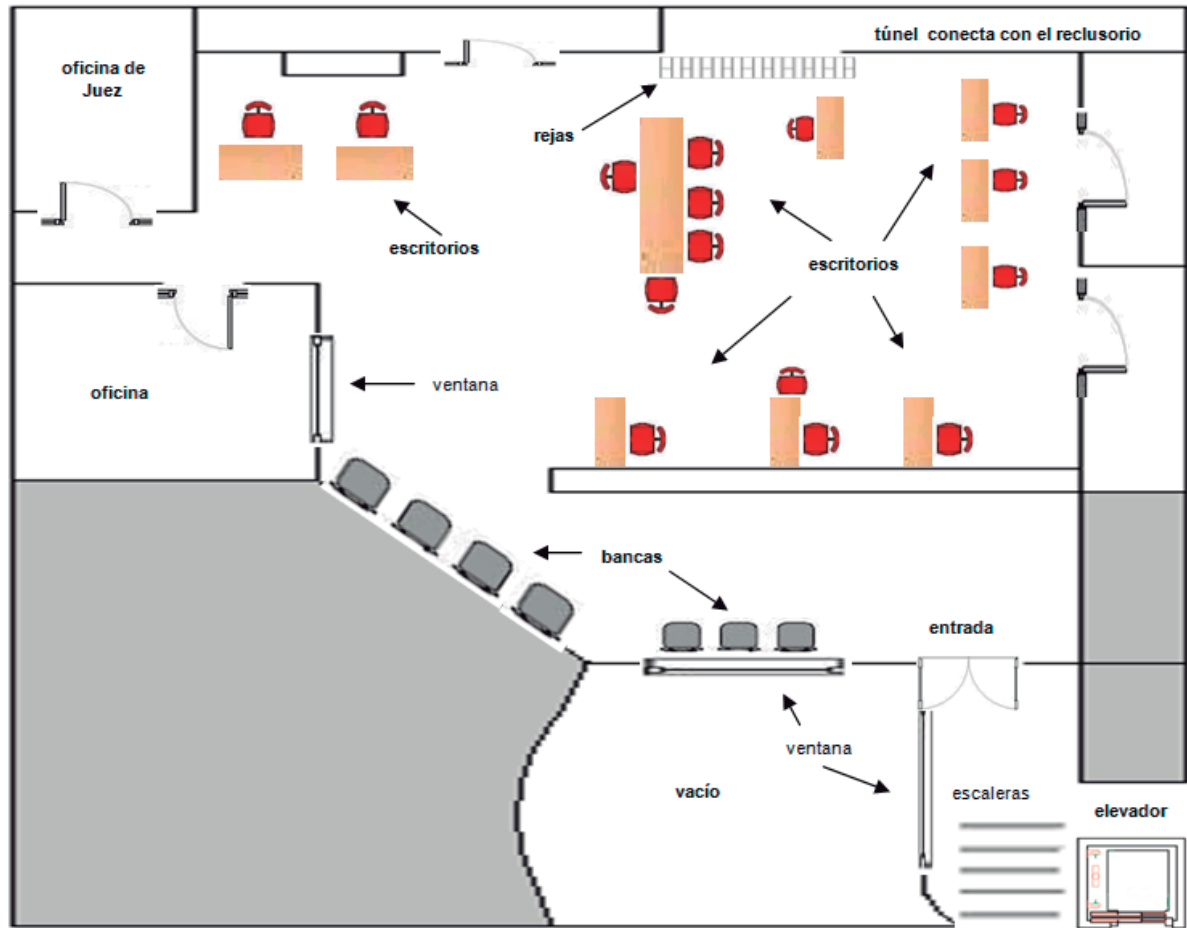 túnel  conecta con el reclusorio
oficina de
Juez
rejas
escritorios
escritorios
ventana
oficina
bancas
entrada
ventana
vacío
escaleras
elevador